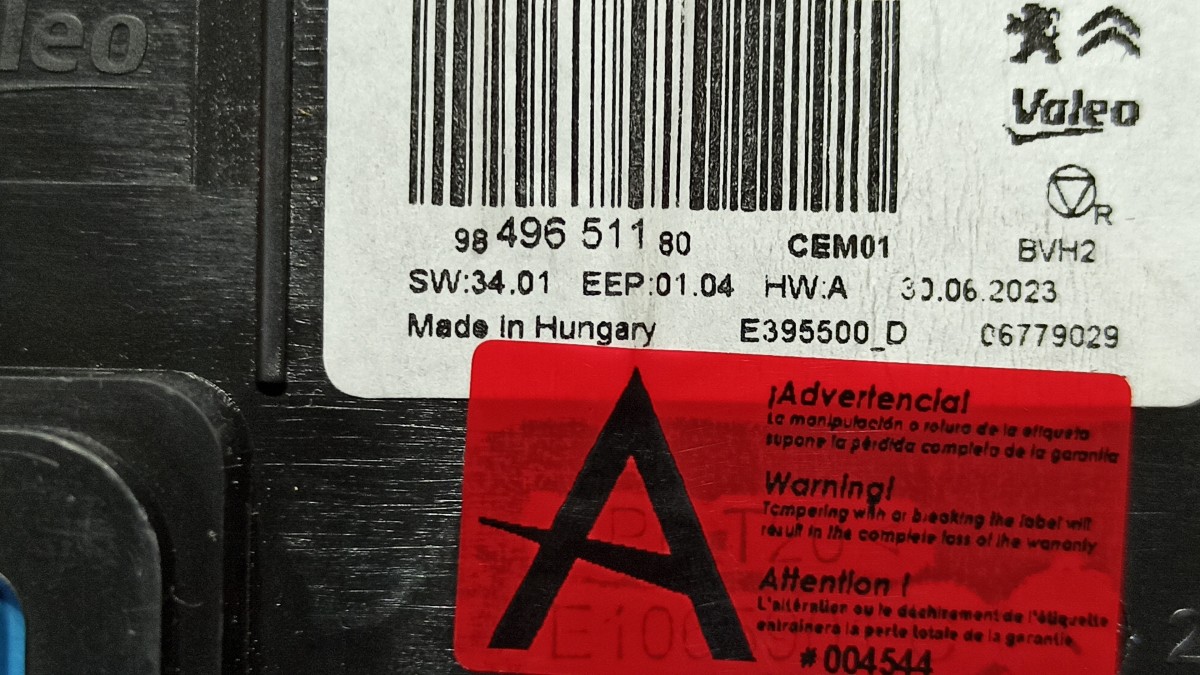 leo
Valeo
R
98 496 511 80 CEM01 BVH2
SW:34.01 EEP:01.04 HW:A 30.06.2023
Made in Hungary E395500_D 06779029
¡Advertencia!
La manipulación o rotura de la etiqueta
supone la pérdida completa de la garantía
Warning!
Tempering with or breaking the label will
result in the complete loss of the warranty
Attention !
L'altération ou le déchirement de l'étiquette
entrainera la perte totale de la garantie
#004544